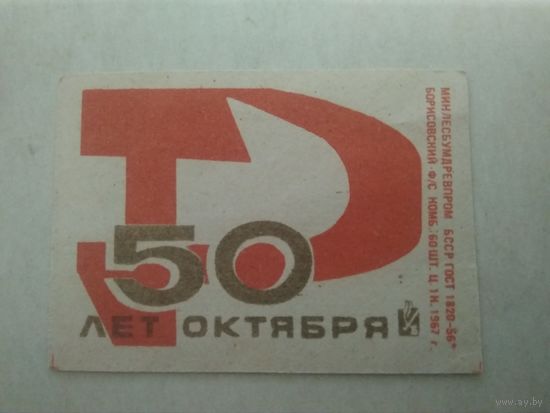 50
ЛЕТ ОКТЯБРЯ
МИНЛЕСБУМДРЕВПРОМ БССР ГОСТ 1820-56*
БОРИСОВСКИЙ Ф/С КОМБ. 60 ШТ. Ц. 1 К. 1967 г.
www.ay.by